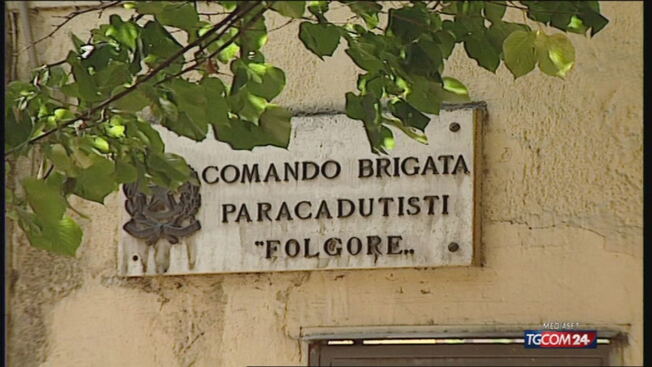 COMANDO BRIGATA
PARACADUTISTI
"FOLGORE„
MEDIASET
TGCOM24